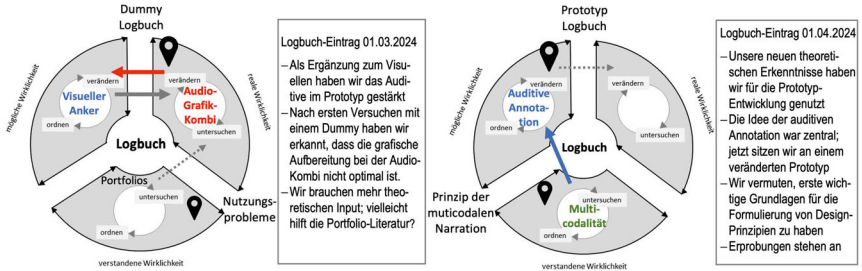 Dummy
Logbuch
mögliche Wirklichkeit
reale Wirklichkeit
verändern
verändern
Visueller
Anker
Audio-
Grafik-
Kombi
ordnen
untersuchen
Logbuch
Portfolios
untersuchen
ordnen
Nutzungs-
probleme
verstandene Wirklichkeit
Logbuch-Eintrag 01.03.2024
– Als Ergänzung zum Visu-
ellen haben wir das Audi-
tive im Prototyp gestärkt
– Nach ersten Versuchen mit
einem Dummy haben wir
erkannt, dass die grafische
Aufbereitung bei der Audio-
Kombi nicht optimal ist.
– Wir brauchen mehr theo-
retischen Input; vielleicht
hilft die Portfolio-Literatur?
Prototyp
Logbuch
mögliche Wirklichkeit
reale Wirklichkeit
verändern
verändern
Auditive
Annota-
tion
ordnen
untersuchen
Logbuch
Prinzip der
muticodalen
Narration
untersuchen
Multi-
codalität
ordnen
verstandene Wirklichkeit
Logbuch-Eintrag 01.04.2024
– Unsere neuen theoreti-
schen Erkenntnisse haben
wir für die Prototyp-
Entwicklung genutzt
– Die Idee der auditiven
Annotation war zentral;
jetzt sitzen wir an einem
veränderten Prototyp
– Wir vermuten, erste wich-
tige Grundlagen für die
Formulierung von Design-
Prinzipien zu haben
– Erprobungen stehen an